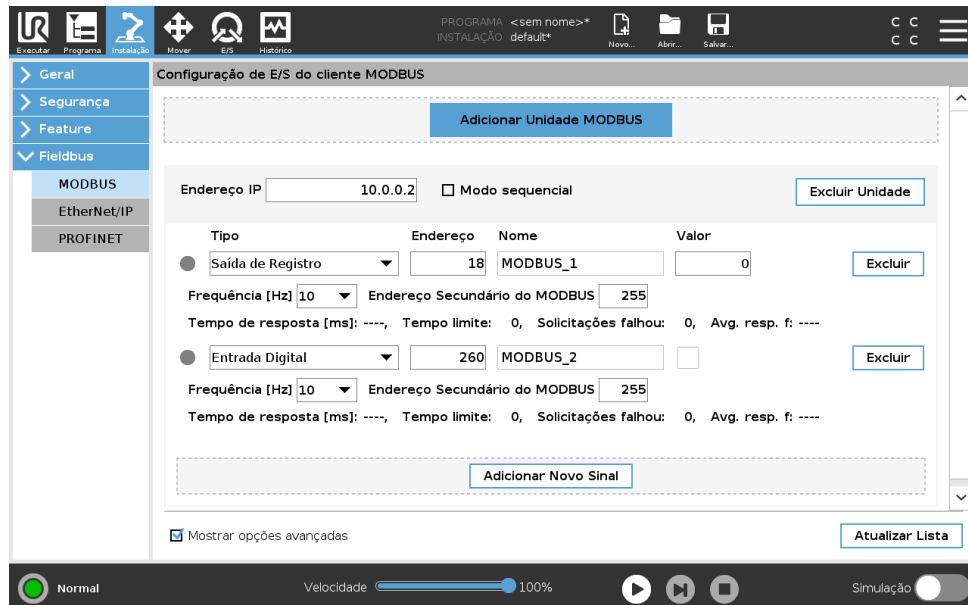 UR
PROGRAMA <sem nome>*
INSTALAÇÃO default*
C C
C C
Executar Programa Instalação Mover E/S Histórico Novo... Abrir... Salvar...
Geral
Segurança
Feature
Fieldbus
MODBUS
EtherNet/IP
PROFINET
Configuração de E/S do cliente MODBUS
Adicionar Unidade MODBUS
Endereço IP 10.0.0.2 Modo sequencial Excluir Unidade
Tipo Endereço Nome Valor
Saída de Registro 18 MODBUS_1 0 Excluir
Frequência [Hz] 10 Endereço Secundário do MODBUS 255
Tempo de resposta [ms]: ----, Tempo limite: 0, Solicitações falhou: 0, Avg. resp. f: ----
Entrada Digital 260 MODBUS_2 Excluir
Frequência [Hz] 10 Endereço Secundário do MODBUS 255
Tempo de resposta [ms]: ----, Tempo limite: 0, Solicitações falhou: 0, Avg. resp. f: ----
Adicionar Novo Sinal
Mostrar opções avançadas Atualizar Lista
Normal Velocidade 100% Simulação